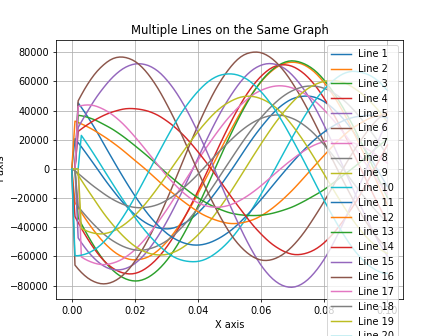 Multiple Lines on the Same Graph
80000
60000
40000
20000
0
−20000
−40000
−60000
−80000
0.00 0.02 0.04 0.06
X axis
Line 1
Line 2
Line 3
Line 4
Line 5
Line 6
Line 7
Line 8
Line 9
Line 10
Line 11
Line 12
Line 13
Line 14
Line 15
Line 16
Line 17
Line 18
Line 19
Line 20